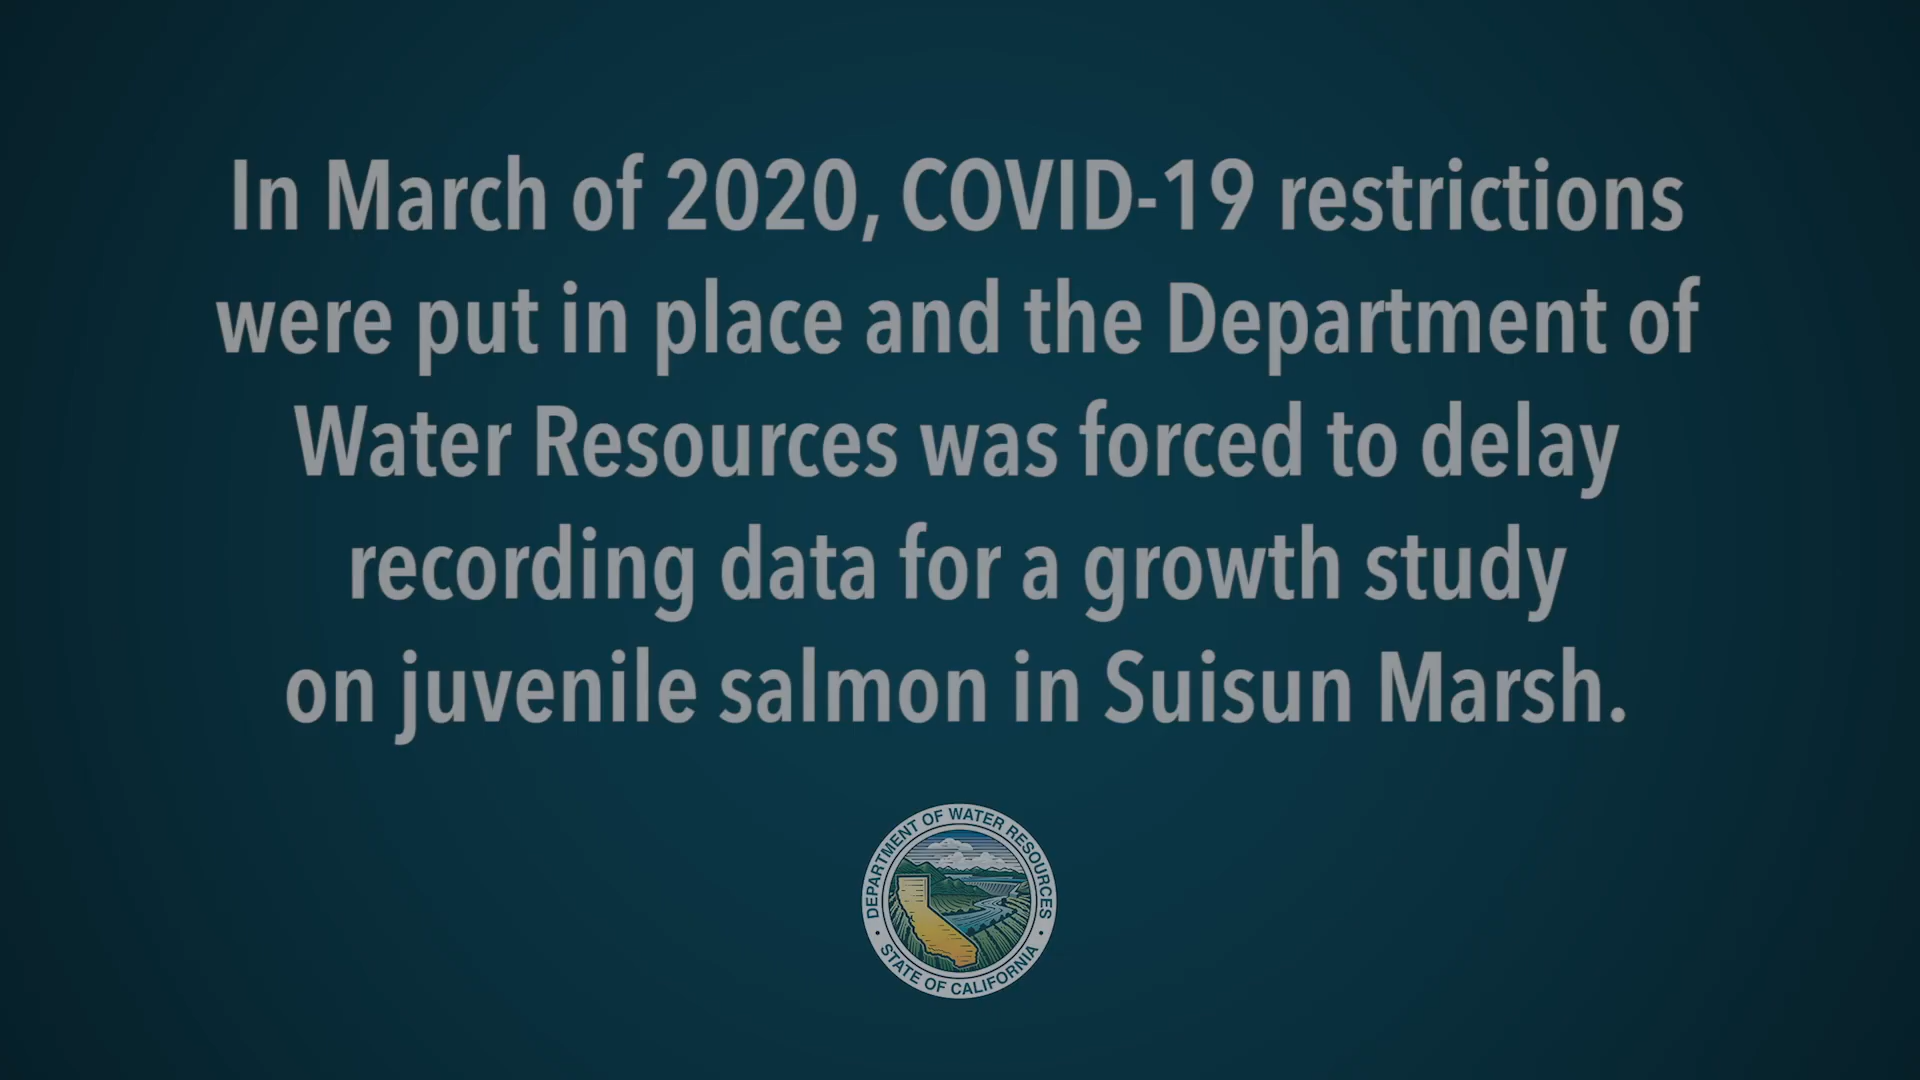 In March of 2020, COVID-19 restrictions
were put in place and the Department of
Water Resources was forced to delay
recording data for a growth study
on juvenile salmon in Suisun Marsh.
DEPARTMENT OF WATER RESOURCES
STATE OF CALIFORNIA